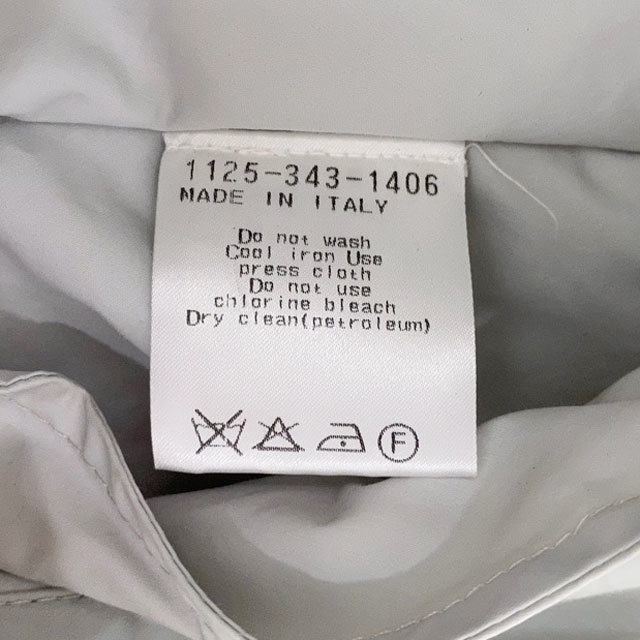 1125-343-1406
MADE IN ITALY
Do not wash
Cool iron Use
press cloth
Do not use
chlorine bleach
Dry clean(petroleum)
F